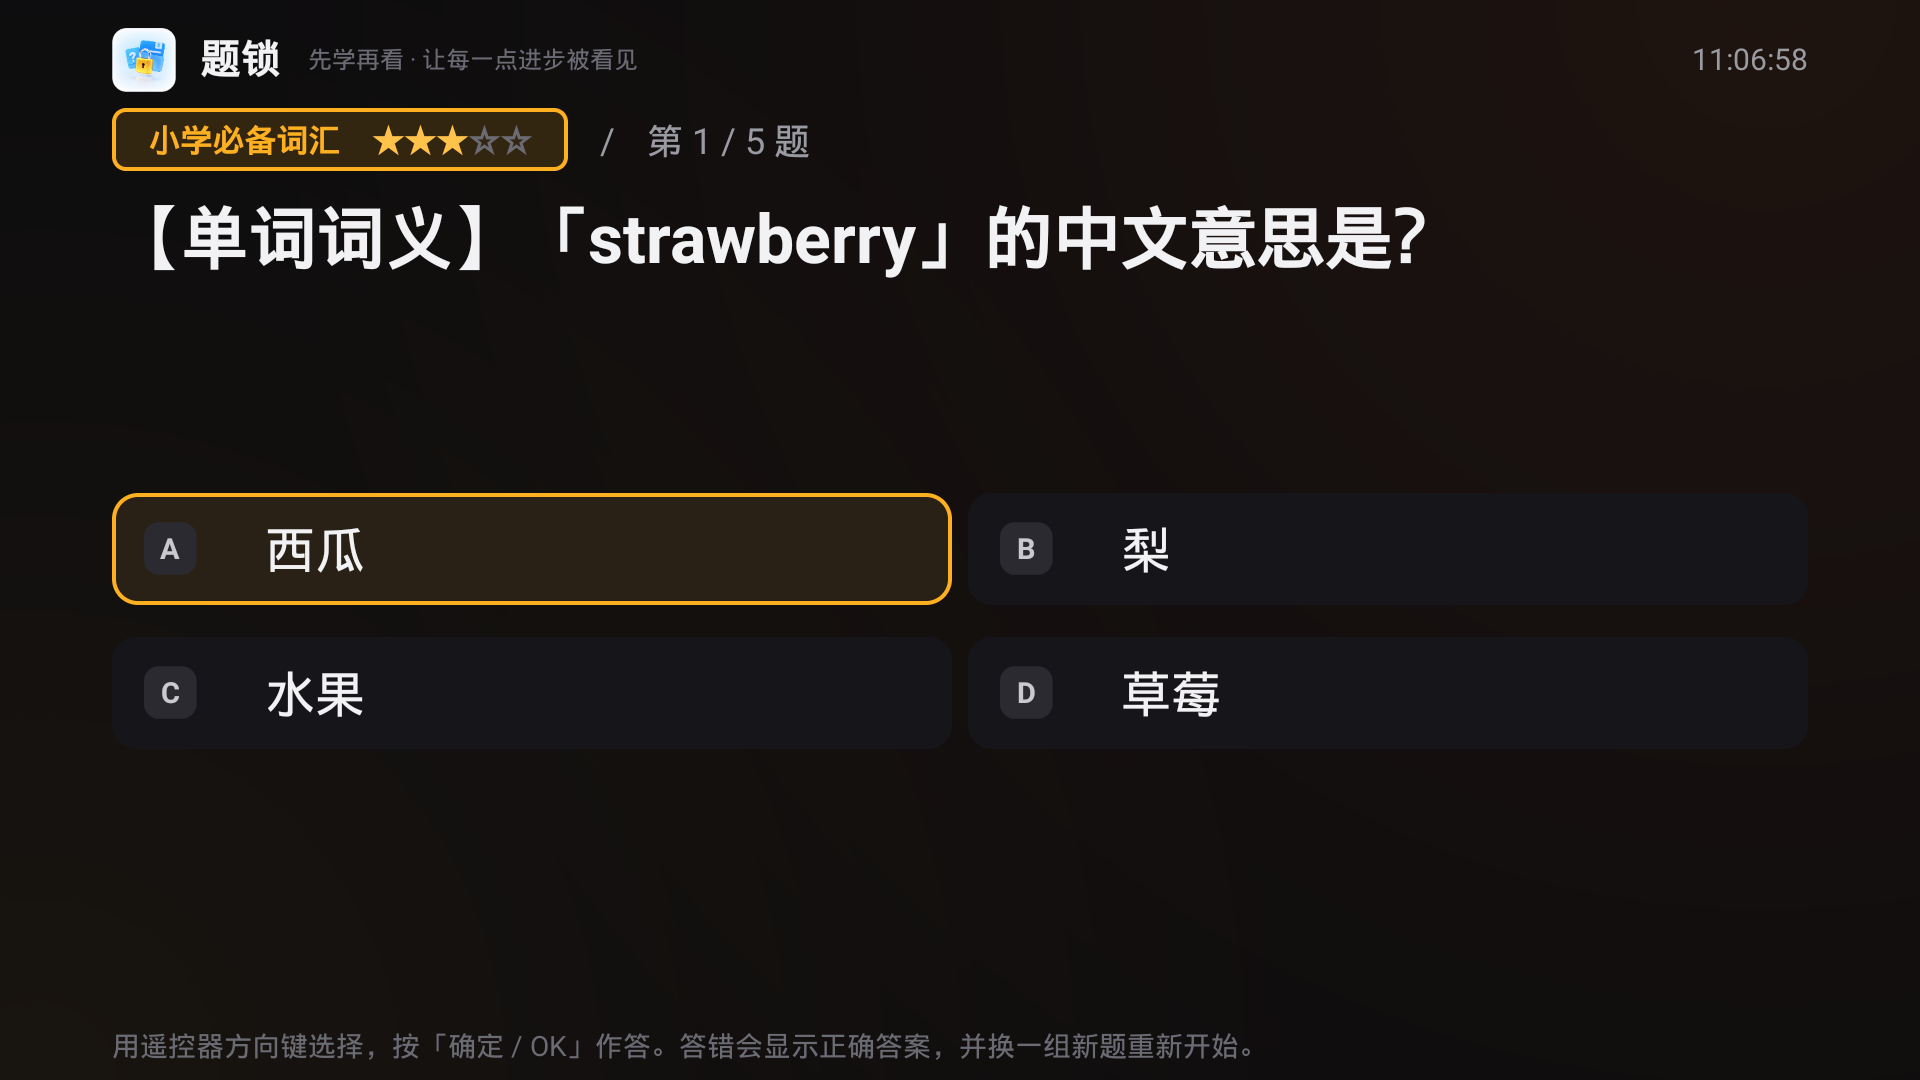 题锁 先学再看 · 让每一点进步被看见 11:06:58
小学必备词汇 ★★★☆☆ / 第 1 / 5 题
【单词词义】「strawberry」的中文意思是？
A 西瓜
B 梨
C 水果
D 草莓
用遥控器方向键选择，按「确定 / OK」作答。答错会显示正确答案，并换一组新题重新开始。